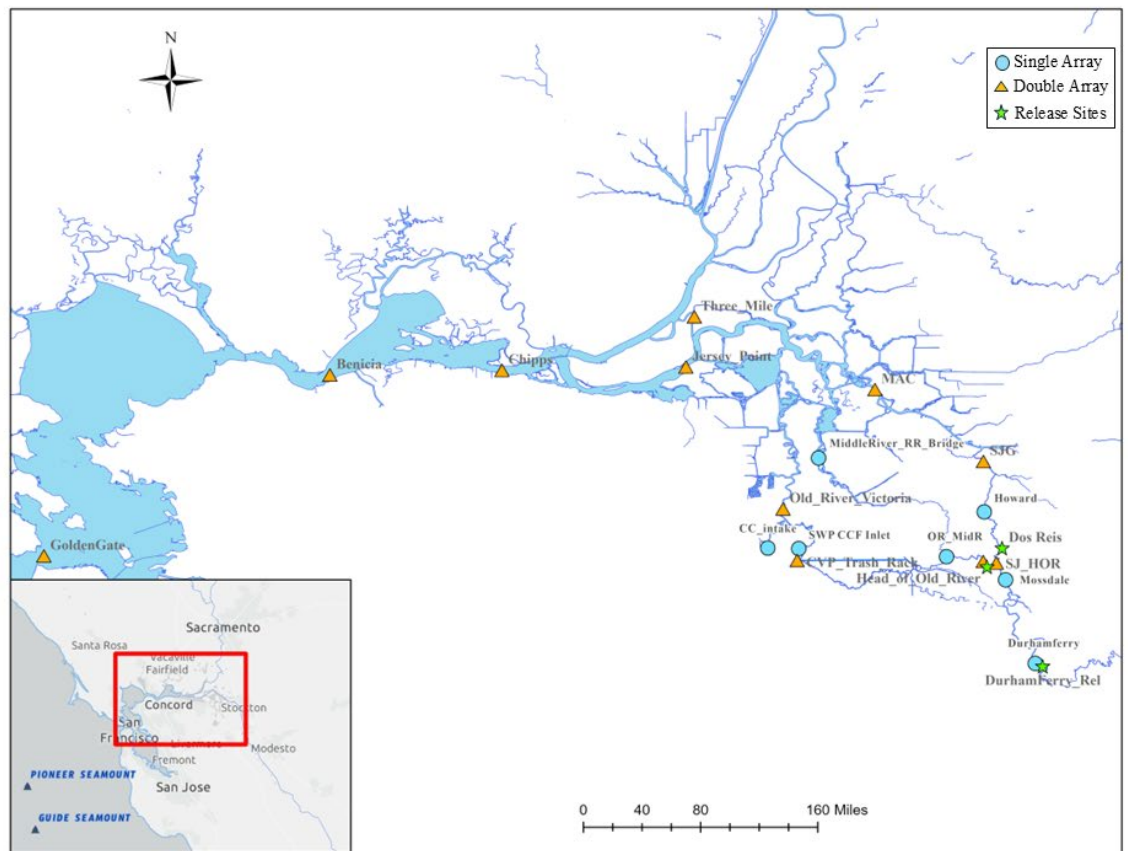 N
Single Array
Double Array
Release Sites
Three_Mile
Jersey_Point
Chipps
Benicia
MAC
MiddleRiver_RR_Bridge
SJG
Old_River_Victoria
Howard
CC_intake
SWP CCF Inlet
OR_MidR
Dos Reis
GoldenGate
CVP_Trash_Rack
SJ_HOR
Head_of_Old_River
Mossdale
Durhamferry
DurhamFerry_Rel
Sacramento
Santa Rosa
Vacaville
Fairfield
Concord
Stockton
San
Francisco
Livermore
Modesto
Fremont
San Jose
PIONEER SEAMOUNT
GUIDE SEAMOUNT
0 40 80 160 Miles